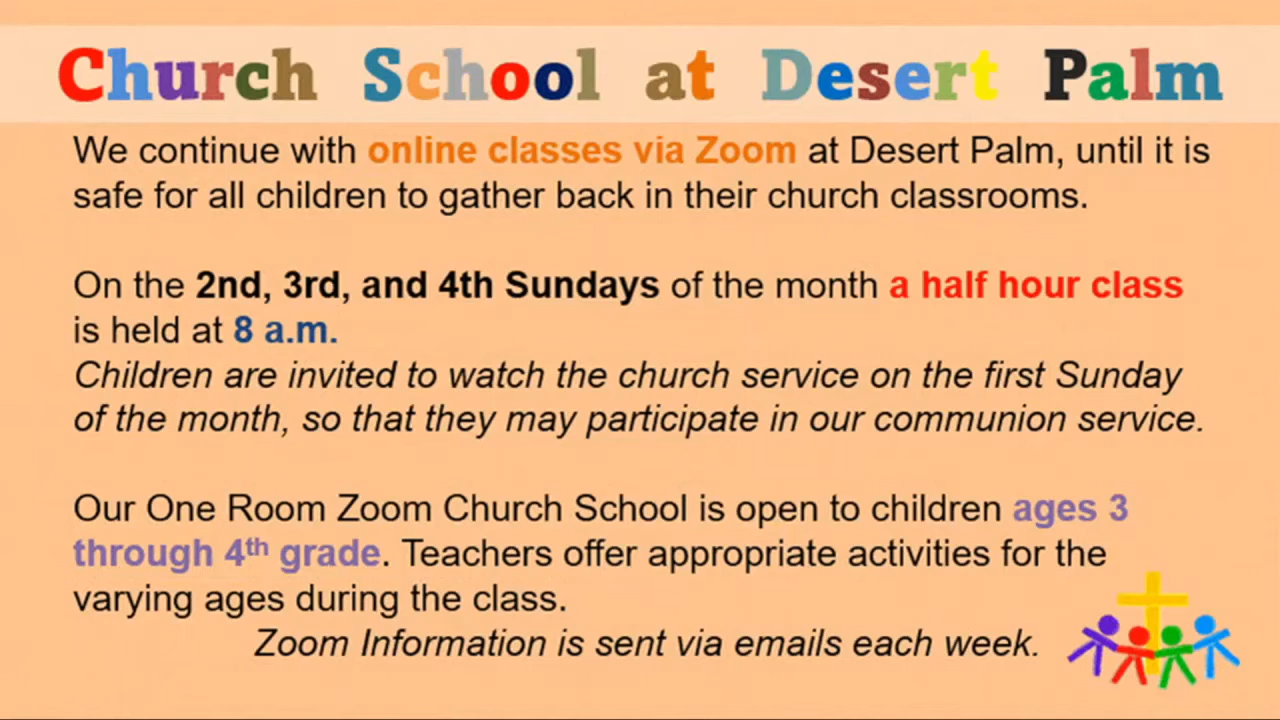 Church School at Desert Palm
We continue with online classes via Zoom at Desert Palm, until it is
safe for all children to gather back in their church classrooms.
On the 2nd, 3rd, and 4th Sundays of the month a half hour class
is held at 8 a.m.
Children are invited to watch the church service on the first Sunday
of the month, so that they may participate in our communion service.
Our One Room Zoom Church School is open to children ages 3
through 4th grade. Teachers offer appropriate activities for the
varying ages during the class.
Zoom Information is sent via emails each week.